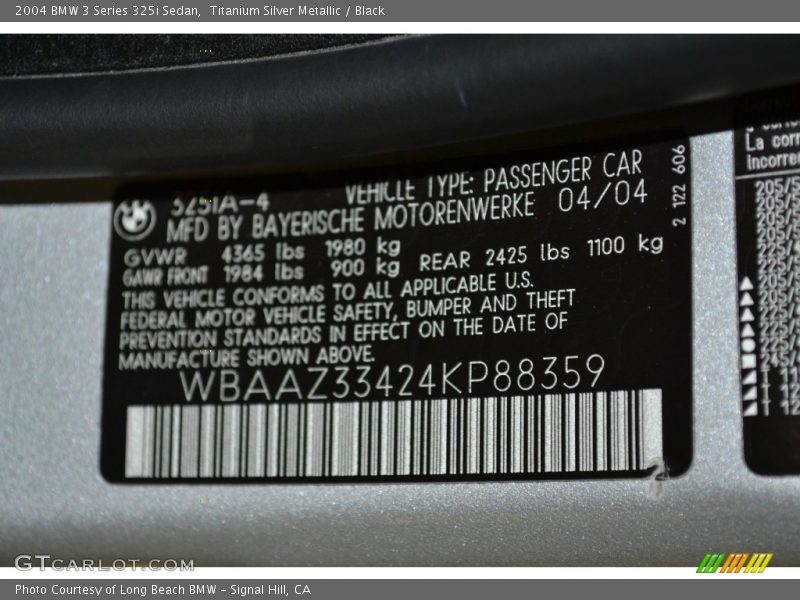 2004 BMW 3 Series 325i Sedan, Titanium Silver Metallic / Black
325IA-4 VEHICLE TYPE: PASSENGER CAR
MFD BY BAYERISCHE MOTORENWERKE 04/04
2 122 606
GVWR 4365 lbs 1980 kg
GAWR FRONT 1984 lbs 900 kg REAR 2425 lbs 1100 kg
THIS VEHICLE CONFORMS TO ALL APPLICABLE U.S.
FEDERAL MOTOR VEHICLE SAFETY, BUMPER AND THEFT
PREVENTION STANDARDS IN EFFECT ON THE DATE OF
MANUFACTURE SHOWN ABOVE.
WBAAZ33424KP88359
La corr
incorre
205/5
GTCARLOT.COM
Photo Courtesy of Long Beach BMW – Signal Hill, CA